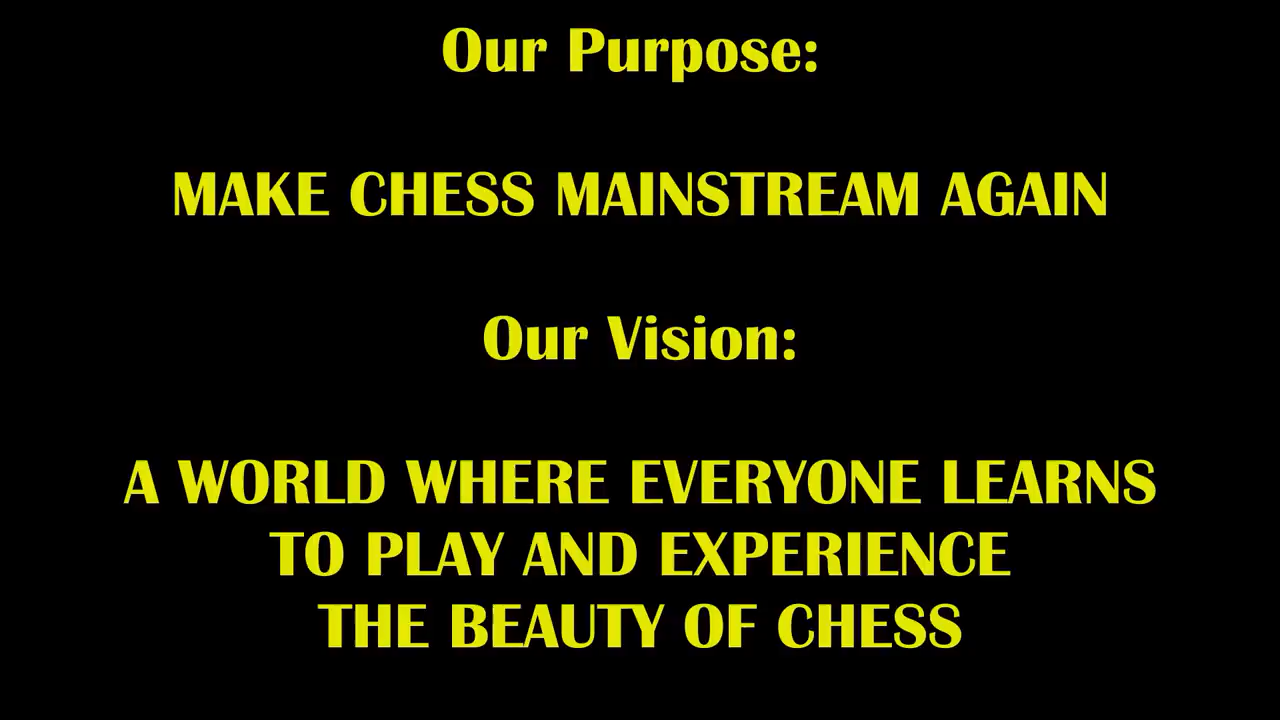 Our Purpose:
MAKE CHESS MAINSTREAM AGAIN
Our Vision:
A WORLD WHERE EVERYONE LEARNS
TO PLAY AND EXPERIENCE
THE BEAUTY OF CHESS